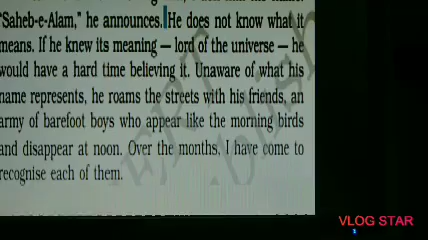 "Saheb-e-Alam," he announces. He does not know what it
means. If he knew its meaning — lord of the universe — he
would have a hard time believing it. Unaware of what his
name represents, he roams the streets with his friends, an
army of barefoot boys who appear like the morning birds
and disappear at noon. Over the months, I have come to
recognise each of them.
VLOG STAR